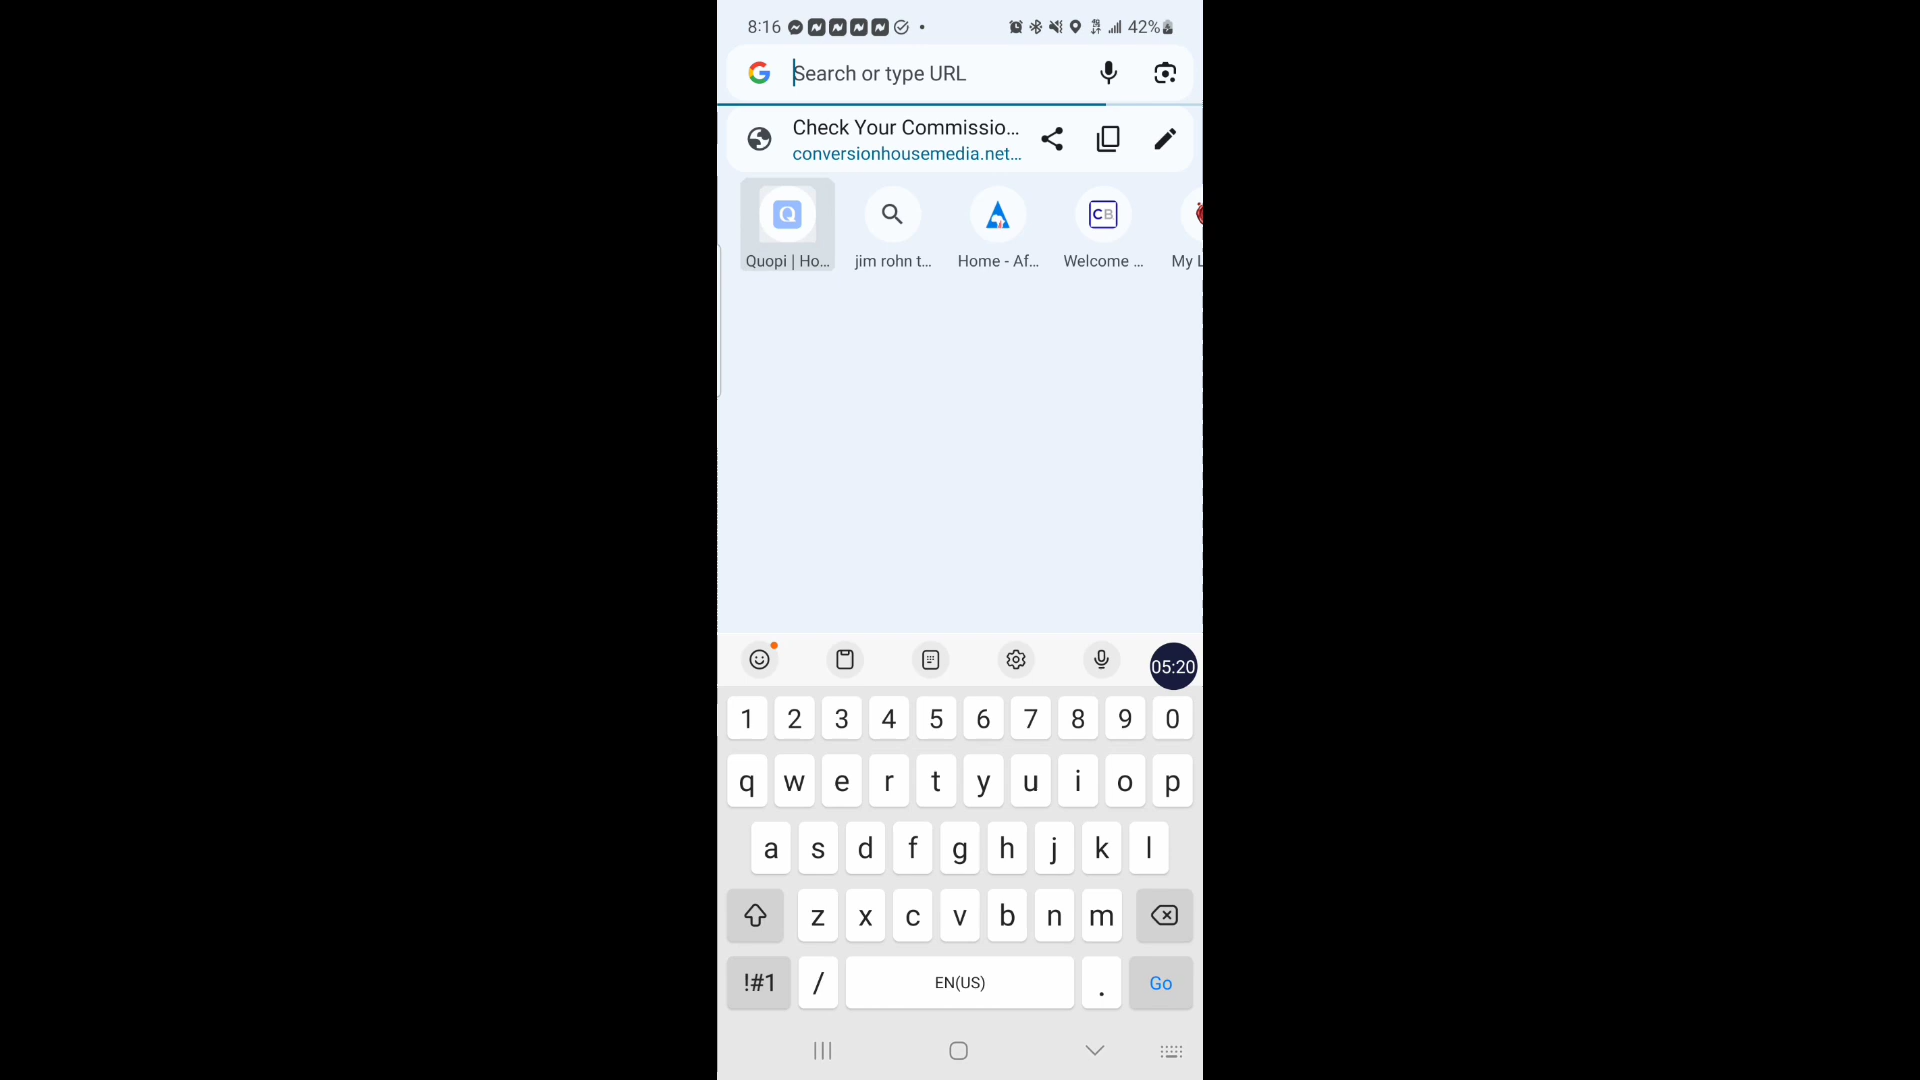 8:16
42%
Search or type URL
Check Your Commissio...
conversionhousemedia.net...
Q
CB
Quopi | Ho...
jim rohn t...
Home - Af...
Welcome ...
My L
05:20
1 2 3 4 5 6 7 8 9 0
q w e r t y u i o p
a s d f g h j k l
z x c v b n m
!#1 / EN(US) . Go